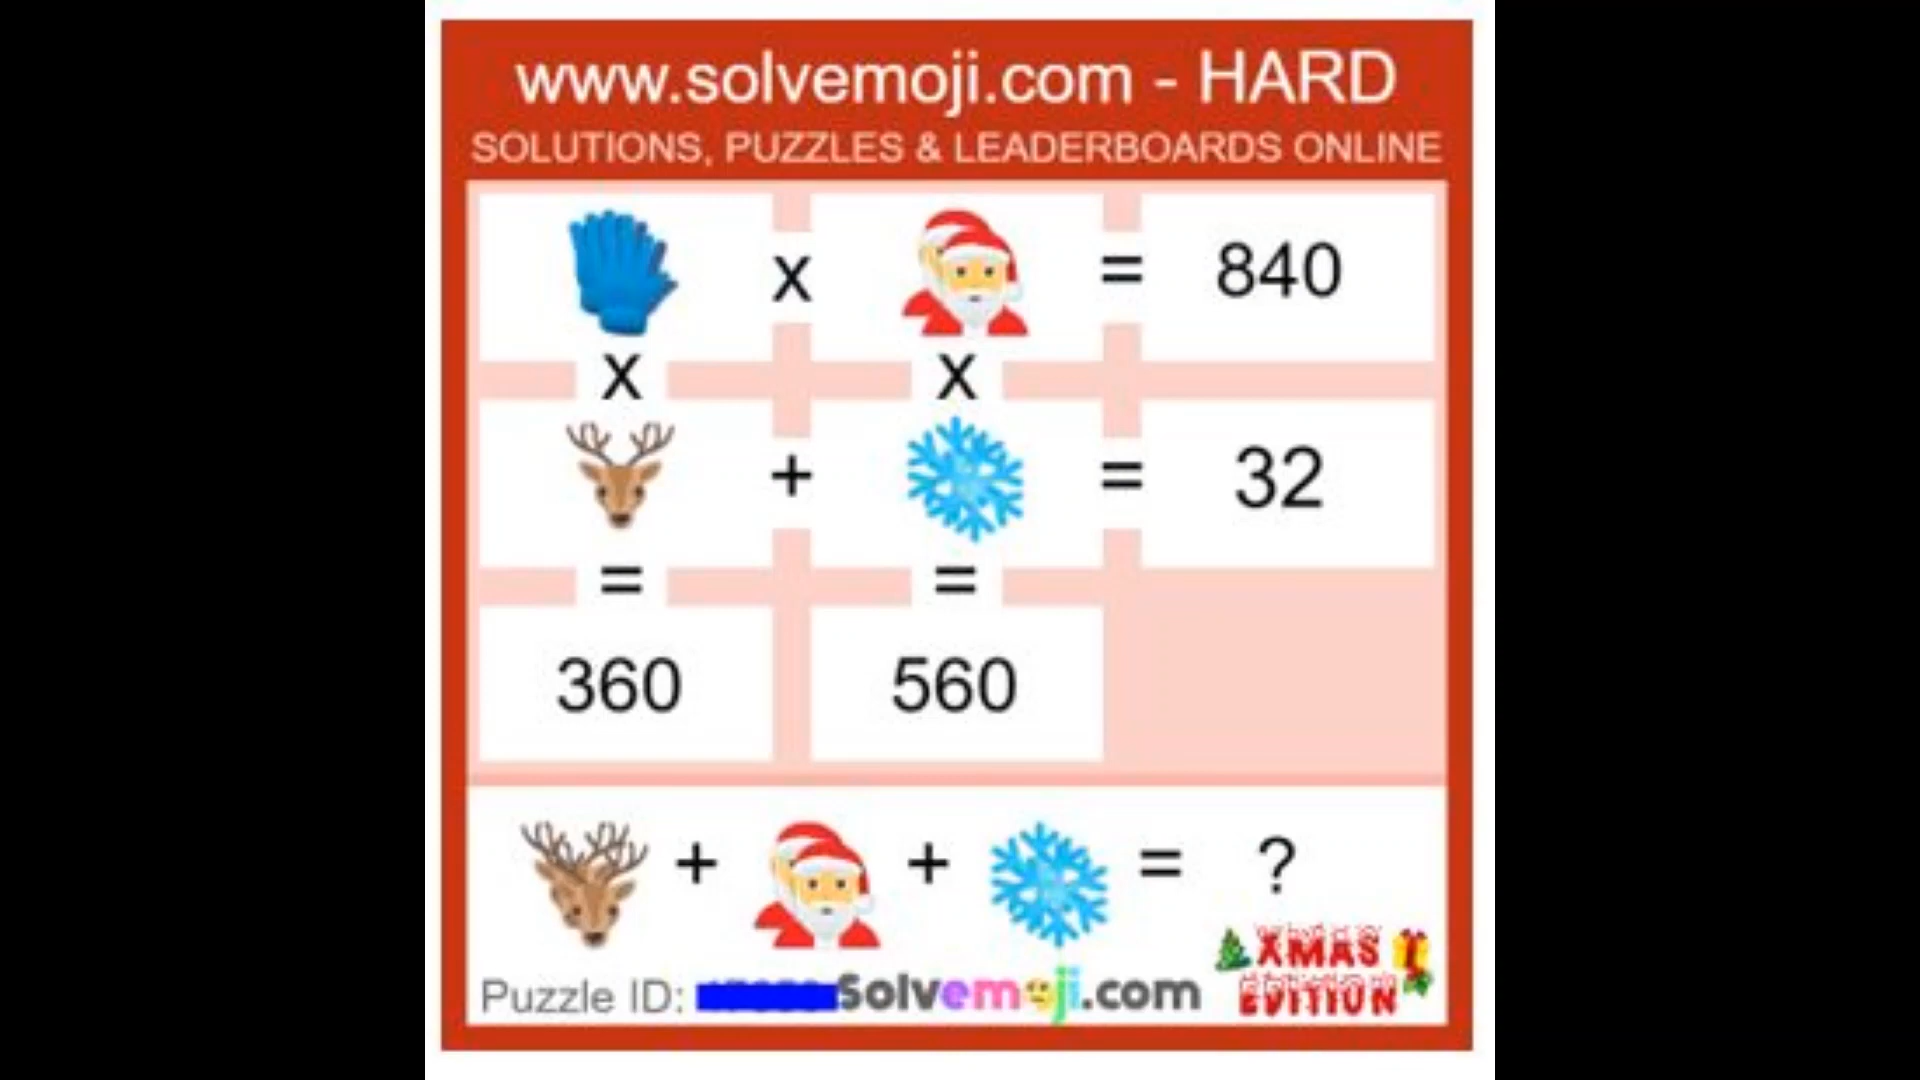 www.solvemoji.com - HARD
SOLUTIONS, PUZZLES & LEADERBOARDS ONLINE
x = 840
x x
+ = 32
= =
360 560
+ + = ?
XMAS
EDITION
Puzzle ID: Solvemoji.com